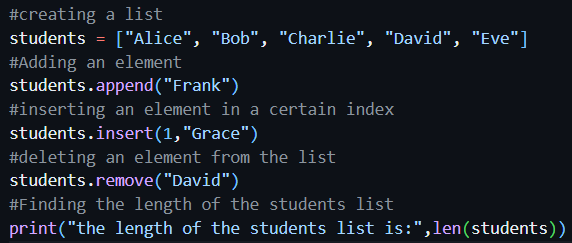 #creating a list
students = ["Alice", "Bob", "Charlie", "David", "Eve"]
#Adding an element
students.append("Frank")
#inserting an element in a certain index
students.insert(1,"Grace")
#deleting an element from the list
students.remove("David")
#Finding the length of the students list
print("the length of the students list is:",len(students))